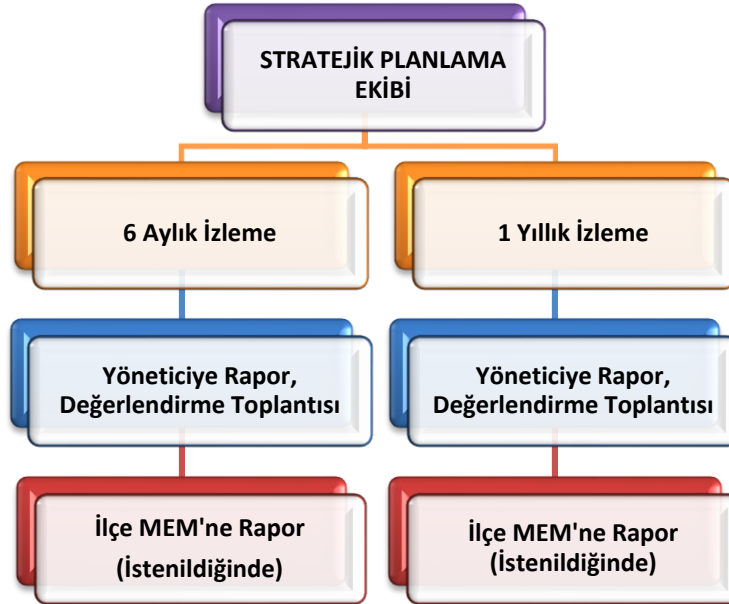 STRATEJİK PLANLAMA
EKİBİ
6 Aylık İzleme
1 Yıllık İzleme
Yöneticiye Rapor,
Değerlendirme Toplantısı
Yöneticiye Rapor,
Değerlendirme Toplantısı
İlçe MEM'ne Rapor
(İstenildiğinde)
İlçe MEM'ne Rapor
(İstenildiğinde)